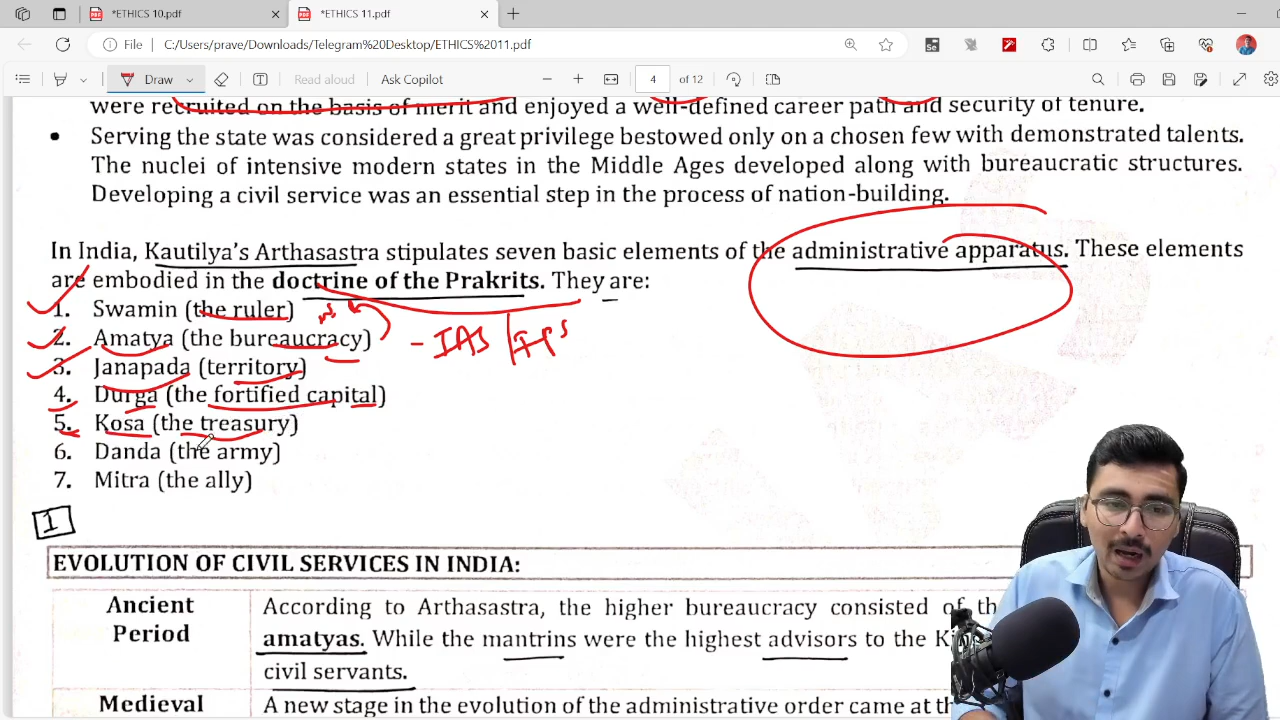 *ETHICS 10.pdf
*ETHICS 11.pdf
File C:/Users/prave/Downloads/Telegram%20Desktop/ETHICS%2011.pdf
Draw Read aloud Ask Copilot 4 of 12
were recruited on the basis of merit and enjoyed a well-defined career path and security of tenure.
• Serving the state was considered a great privilege bestowed only on a chosen few with demonstrated talents.
The nuclei of intensive modern states in the Middle Ages developed along with bureaucratic structures.
Developing a civil service was an essential step in the process of nation-building.
In India, Kautilya's Arthasastra stipulates seven basic elements of the administrative apparatus. These elements
are embodied in the doctrine of the Prakrits. They are:
1. Swamin (the ruler)
2. Amatya (the bureaucracy) - IAS / IPS
3. Janapada (territory)
4. Durga (the fortified capital)
5. Kosa (the treasury)
6. Danda (the army)
7. Mitra (the ally)
1
EVOLUTION OF CIVIL SERVICES IN INDIA:
Ancient Period
According to Arthasastra, the higher bureaucracy consisted of
amatyas. While the mantrins were the highest advisors to the
civil servants.
Medieval
A new stage in the evolution of the administrative order came at